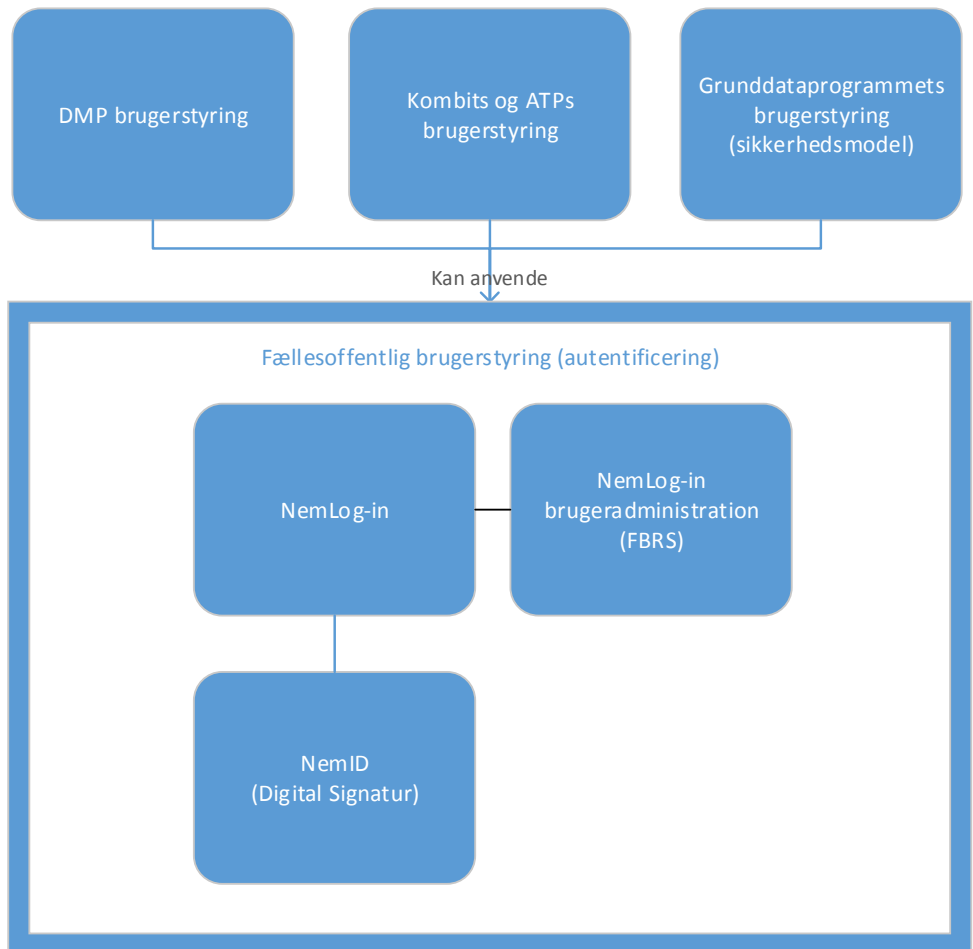 DMP brugerstyring
Kombits og ATPs
brugerstyring
Grunddataprogrammets
brugerstyring
(sikkerhedsmodel)
Kan anvende
Fællesoffentlig brugerstyring (autentificering)
NemLog-in
NemLog-in
brugeradministration
(FBRS)
NemID
(Digital Signatur)